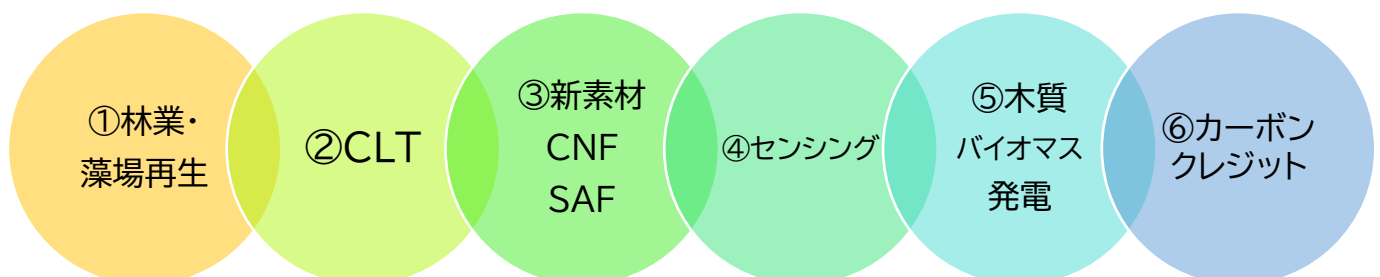 ①林業・
藻場再生
②CLT
③新素材
CNF
SAF
④センシング
⑤木質
バイオマス
発電
⑥カーボン
クレジット